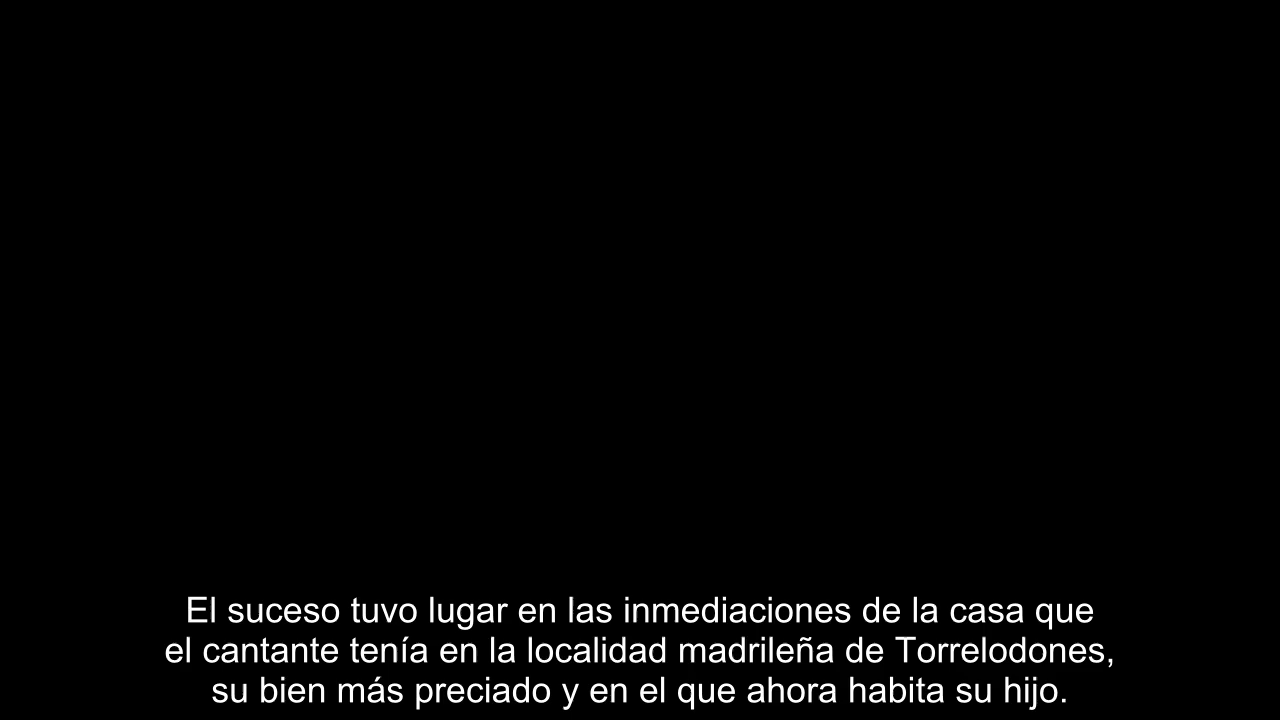 El suceso tuvo lugar en las inmediaciones de la casa que
el cantante tenía en la localidad madrileña de Torrelodones,
su bien más preciado y en el que ahora habita su hijo.